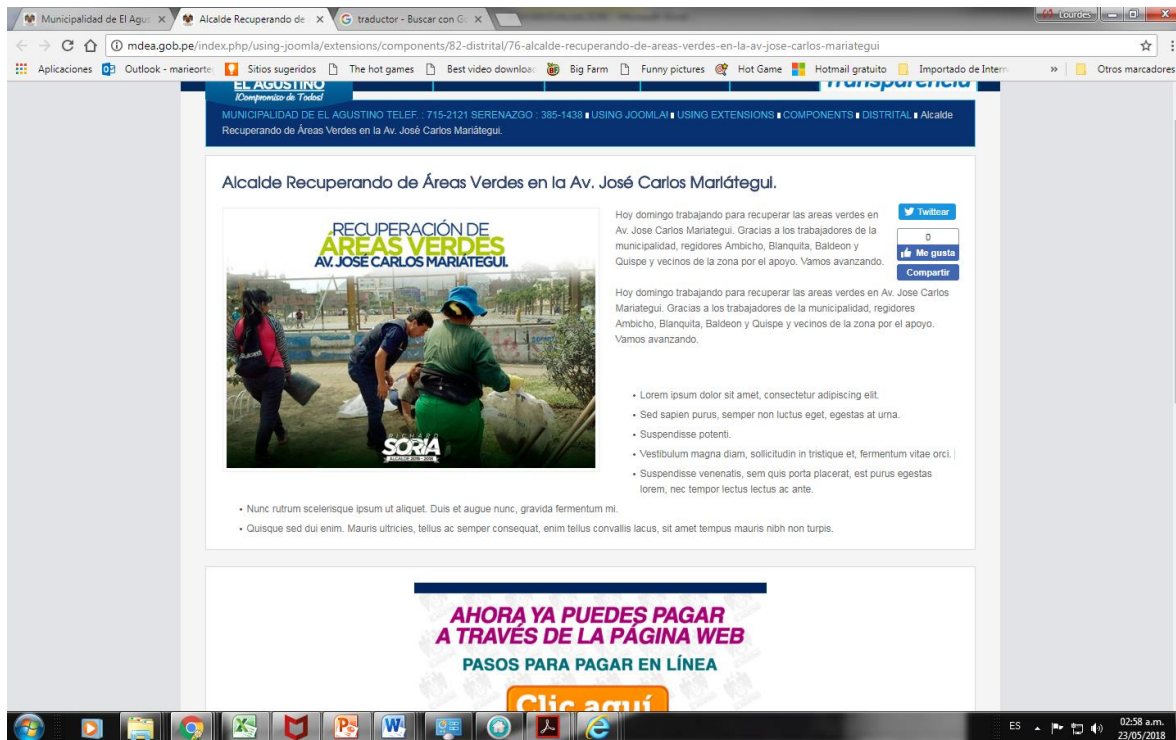 Municipalidad de El Agus
Alcalde Recuperando de
traductor - Buscar con Go
Lourdes
mdea.gob.pe/index.php/using-joomla/extensions/components/82-distrital/76-alcalde-recuperando-de-areas-verdes-en-la-av-jose-carlos-mariategui
Aplicaciones Outlook - marieorte Sitios sugeridos The hot games Best video downloac Big Farm Funny pictures Hot Game Hotmail gratuito Importado de Intern » Otros marcadores
EL AGUSTINO
¡Compromiso de Todos!
Transparencia
MUNICIPALIDAD DE EL AGUSTINO TELEF. : 715-2121 SERENAZGO : 385-1438 USING JOOMLA! USING EXTENSIONS COMPONENTS DISTRITAL Alcalde
Recuperando de Áreas Verdes en la Av. José Carlos Mariátegui.
Alcalde Recuperando de Áreas Verdes en la Av. José Carlos Mariátegui.
RECUPERACIÓN DE
ÁREAS VERDES
AV. JOSÉ CARLOS MARIÁTEGUI.
RICHARD
SORIA
Hoy domingo trabajando para recuperar las areas verdes en
Av. Jose Carlos Mariategui. Gracias a los trabajadores de la
municipalidad, regidores Ambicho, Blanquita, Baldeon y
Quispe y vecinos de la zona por el apoyo. Vamos avanzando.
Twittear
0
Me gusta
Compartir
Hoy domingo trabajando para recuperar las areas verdes en Av. Jose Carlos
Mariategui. Gracias a los trabajadores de la municipalidad, regidores
Ambicho, Blanquita, Baldeon y Quispe y vecinos de la zona por el apoyo.
Vamos avanzando.
• Lorem ipsum dolor sit amet, consectetur adipiscing elit.
• Sed sapien purus, semper non luctus eget, egestas at urna.
• Suspendisse potenti.
• Vestibulum magna diam, sollicitudin in tristique et, fermentum vitae orci.
• Suspendisse venenatis, sem quis porta placerat, est purus egestas
lorem, nec tempor lectus lectus ac ante.
• Nunc rutrum scelerisque ipsum ut aliquet. Duis et augue nunc, gravida fermentum mi.
• Quisque sed dui enim. Mauris ultricies, tellus ac semper consequat, enim tellus convallis lacus, sit amet tempus mauris nibh non turpis.
AHORA YA PUEDES PAGAR
A TRAVÉS DE LA PÁGINA WEB
PASOS PARA PAGAR EN LÍNEA
Clic aquí
ES
02:58 a.m.
23/05/2018